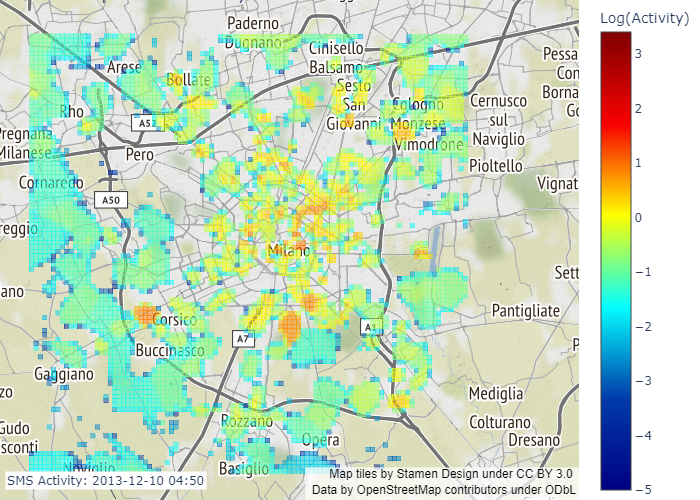 Log(Activity)
Paderno
Dugnano
Cinisello
Balsamo
Arese
Bollate
Sesto
San
Giovanni
Cologno
Monzese
Vimodrone
Cernusco
sul
Naviglio
Pessa
Con
Borna
Go
Rho
A52
Pregnana
Milanese
Pero
Pioltello
Cornaredo
A50
Vignat
reggio
Milano
Sett
ano
Corsico
A7
A1
Pantigliate
P
Buccinasco
Gaggiano
zo
Mediglia
Gudo
sconti
Rozzano
Opera
Colturano
Dresano
Noviglio
Basiglio
SMS Activity: 2013-12-10 04:50
Map tiles by Stamen Design under CC BY 3.0
Data by OpenStreetMap contributors under ODbL
3
2
1
0
−1
−2
−3
−4
−5